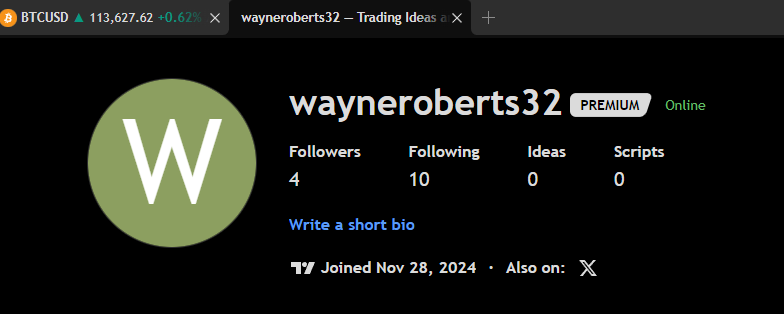 BTCUSD ▲ 113,627.62 +0.62%
wayneroberts32 — Trading Ideas a
W
wayneroberts32 PREMIUM Online
Followers Following Ideas Scripts
4 10 0 0
Write a short bio
Joined Nov 28, 2024 · Also on: X